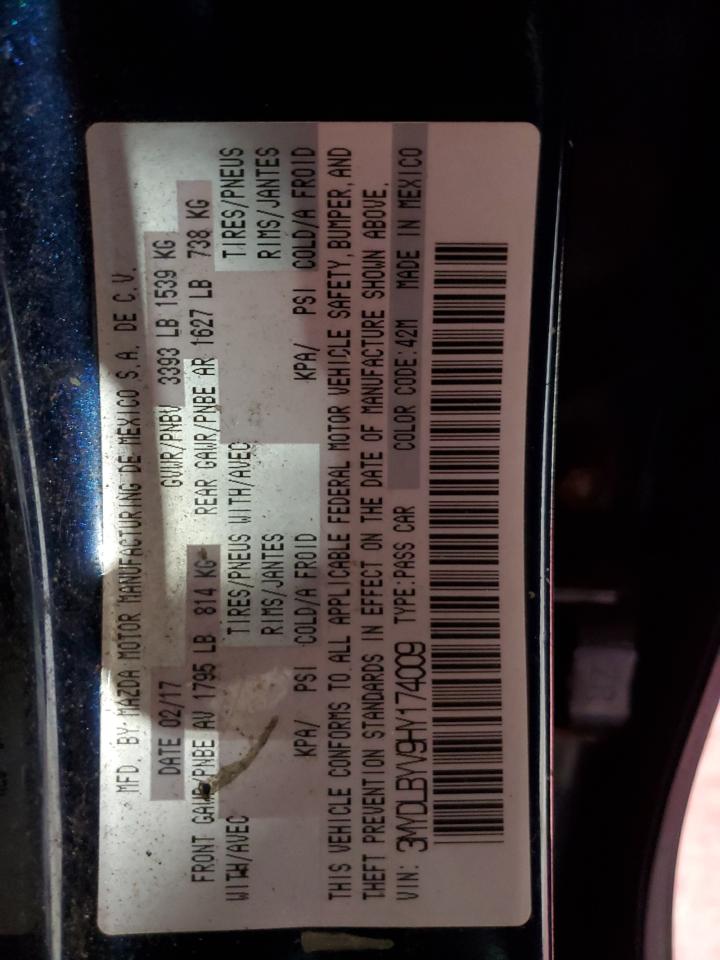 MFD. BY MAZDA MOTOR MANUFACTURING DE MEXICO S.A. DE C.V.
DATE 02/17 GVWR/PNBV 3393 LB 1539 KG
FRONT GAWR/PNBE AV 1795 LB 814 KG REAR GAWR/PNBE AR 1627 LB 738 KG
WITH/AVEC TIRES/PNEUS WITH/AVEC TIRES/PNEUS
RIMS/JANTES RIMS/JANTES
KPA/ PSI COLD/A FROID KPA/ PSI COLD/A FROID
THIS VEHICLE CONFORMS TO ALL APPLICABLE FEDERAL MOTOR VEHICLE SAFETY, BUMPER, AND
THEFT PREVENTION STANDARDS IN EFFECT ON THE DATE OF MANUFACTURE SHOWN ABOVE.
VIN: 3MYDLBYV9HY174009 TYPE:PASS CAR COLOR CODE:42M MADE IN MEXICO